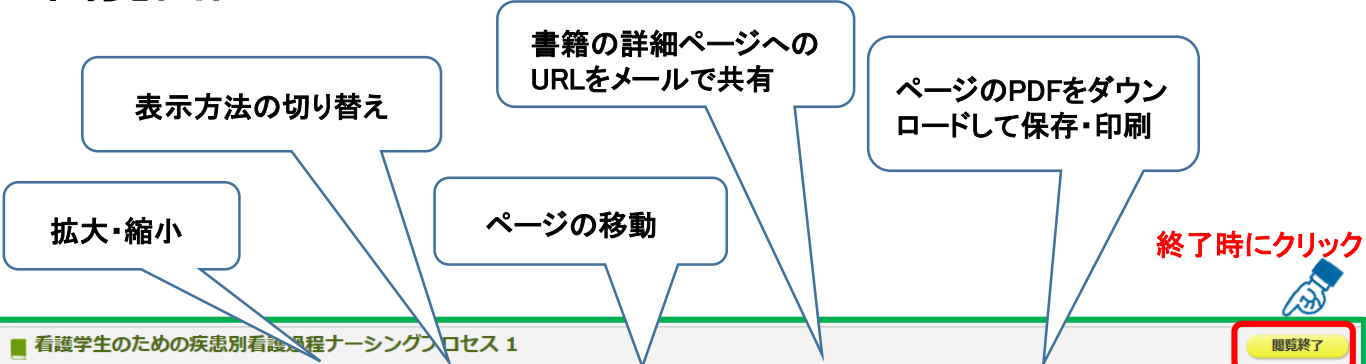 書籍の詳細ページへの
URLをメールで共有
表示方法の切り替え
ページのPDFをダウン
ロードして保存・印刷
拡大・縮小
ページの移動
終了時にクリック
看護学生のための疾患別看護過程ナーシングプロセス 1
閲覧終了